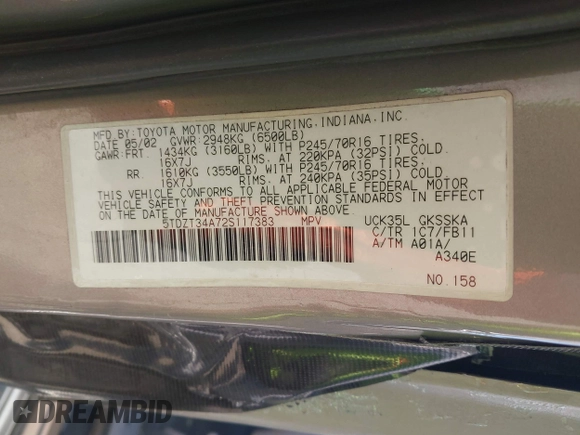 MFD.BY:TOYOTA MOTOR MANUFACTURING,INDIANA,INC.
DATE 05/02 GVWR:2948KG (6500LB)
GAWR:FRT. 1434KG (3160LB) WITH P245/70R16 TIRES.
16X7J RIMS. AT 220KPA (32PSI) COLD.
RR. 1610KG (3550LB) WITH P245/70R16 TIRES.
16X7J RIMS. AT 240KPA (35PSI) COLD.
THIS VEHICLE CONFORMS TO ALL APPLICABLE FEDERAL MOTOR
VEHICLE SAFETY AND THEFT PREVENTION STANDARDS IN EFFECT
ON THE DATE OF MANUFACTURE SHOWN ABOVE.
5TDZT34A72S117383 MPV UCK35L GKSSKA
C/TR 1C7/FB11
A/TM A01A/
A340E
NO.158
DREAMBID